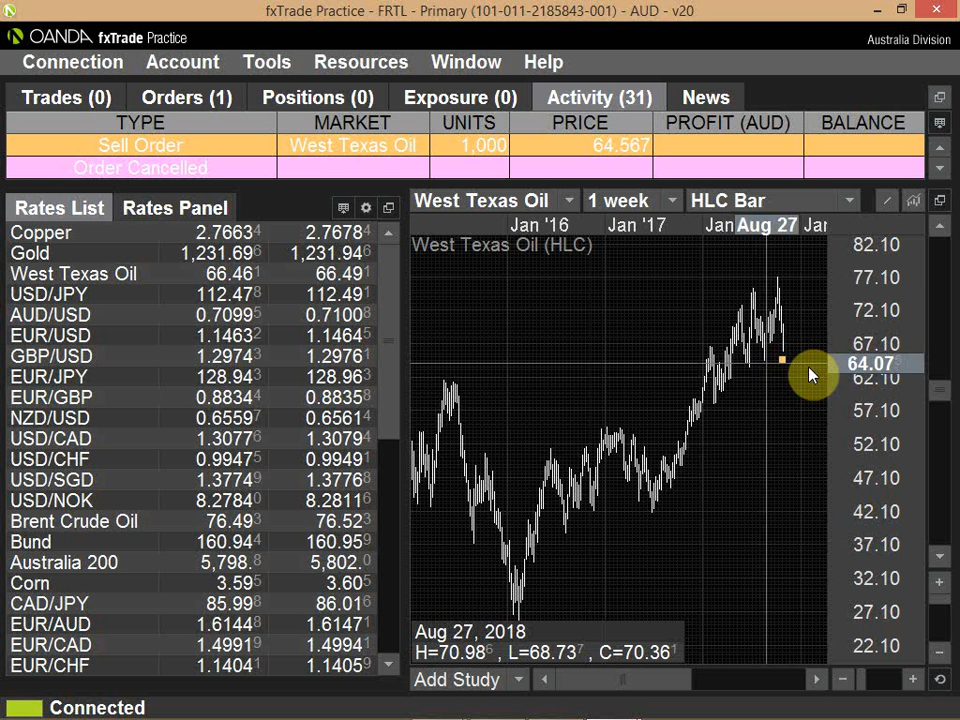 fxTrade Practice - FRTL - Primary (101-011-2185843-001) - AUD - v20
OANDA fxTrade Practice
Australia Division
Connection Account Tools Resources Window Help
Trades (0) Orders (1) Positions (0) Exposure (0) Activity (31) News
TYPE MARKET UNITS PRICE PROFIT (AUD) BALANCE
Sell Order West Texas Oil 1,000 64.567
Order Cancelled
Rates List Rates Panel
Copper 2.76634 2.76784
Gold 1,231.696 1,231.946
West Texas Oil 66.461 66.491
USD/JPY 112.478 112.491
AUD/USD 0.70995 0.71008
EUR/USD 1.14632 1.14645
GBP/USD 1.29743 1.29761
EUR/JPY 128.943 128.963
EUR/GBP 0.88344 0.88358
NZD/USD 0.65597 0.65614
USD/CAD 1.30776 1.30794
USD/CHF 0.99475 0.99491
USD/SGD 1.37749 1.37768
USD/NOK 8.27840 8.28116
Brent Crude Oil 76.493 76.523
Bund 160.944 160.959
Australia 200 5,798.8 5,802.0
Corn 3.595 3.605
CAD/JPY 85.998 86.016
EUR/AUD 1.61448 1.61471
EUR/CAD 1.49919 1.49941
EUR/CHF 1.14041 1.14059
West Texas Oil 1 week HLC Bar
Jan '16 Jan '17 Jan Aug 27 Jan
West Texas Oil (HLC)
82.10
77.10
72.10
67.10
64.07
62.10
57.10
52.10
47.10
42.10
37.10
32.10
27.10
22.10
Aug 27, 2018
H=70.986 , L=68.737 , C=70.361
Add Study
Connected